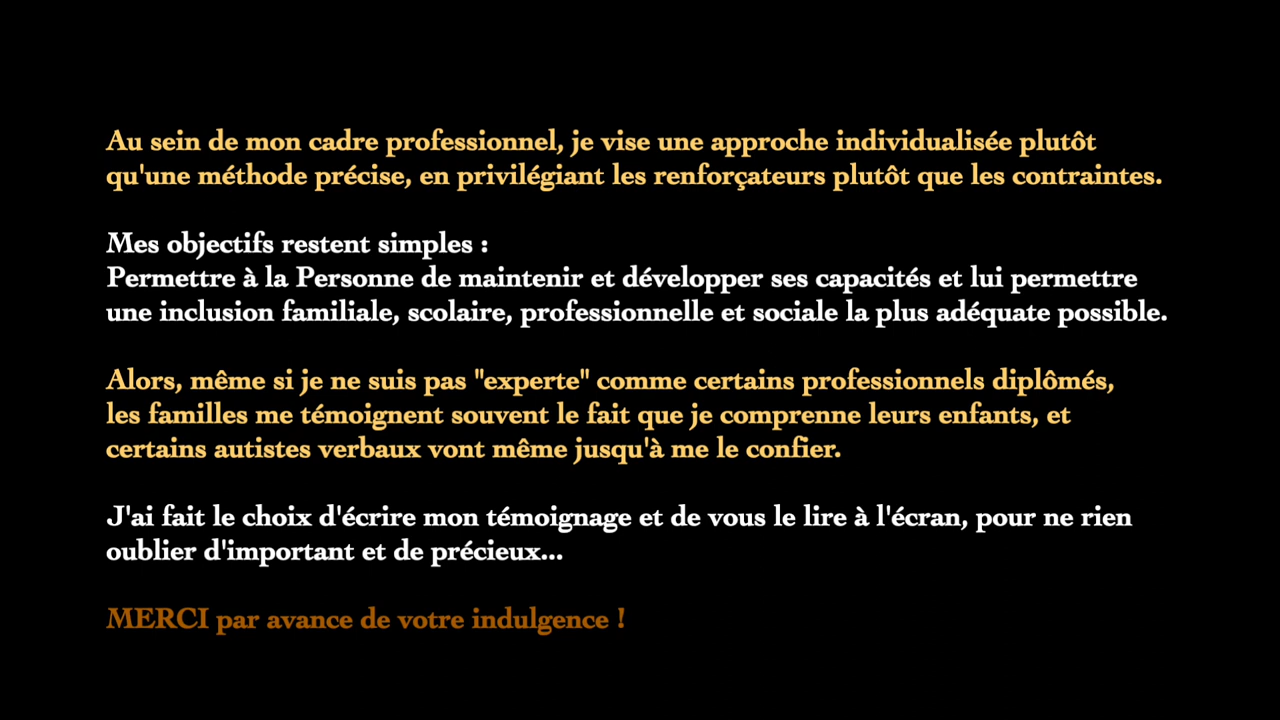 Au sein de mon cadre professionnel, je vise une approche individualisée plutôt
qu'une méthode précise, en privilégiant les renforçateurs plutôt que les contraintes.
Mes objectifs restent simples :
Permettre à la Personne de maintenir et développer ses capacités et lui permettre
une inclusion familiale, scolaire, professionnelle et sociale la plus adéquate possible.
Alors, même si je ne suis pas "experte" comme certains professionnels diplômés,
les familles me témoignent souvent le fait que je comprenne leurs enfants, et
certains autistes verbaux vont même jusqu'à me le confier.
J'ai fait le choix d'écrire mon témoignage et de vous le lire à l'écran, pour ne rien
oublier d'important et de précieux...
MERCI par avance de votre indulgence !